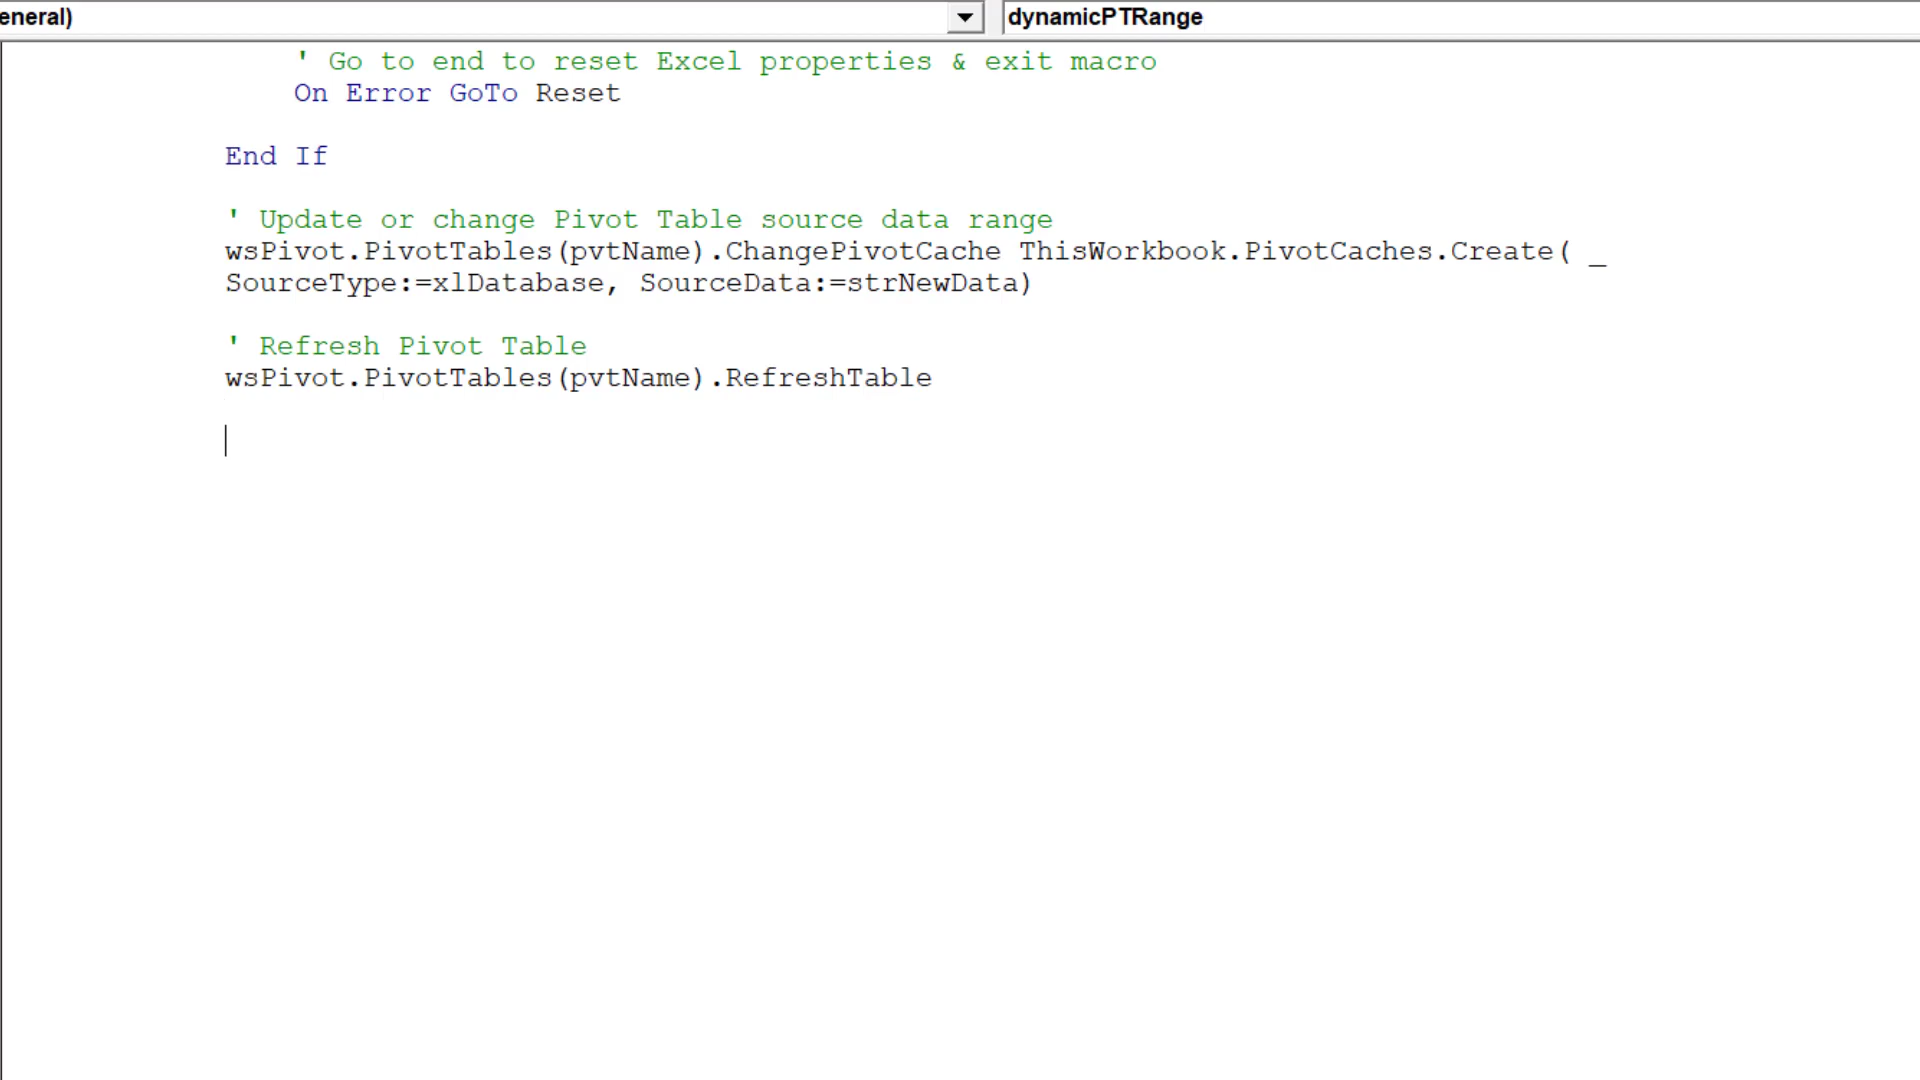 eneral)
dynamicPTRange
' Go to end to reset Excel properties & exit macro
On Error GoTo Reset
End If
' Update or change Pivot Table source data range
wsPivot.PivotTables(pvtName).ChangePivotCache ThisWorkbook.PivotCaches.Create( _
SourceType:=xlDatabase, SourceData:=strNewData)
' Refresh Pivot Table
wsPivot.PivotTables(pvtName).RefreshTable